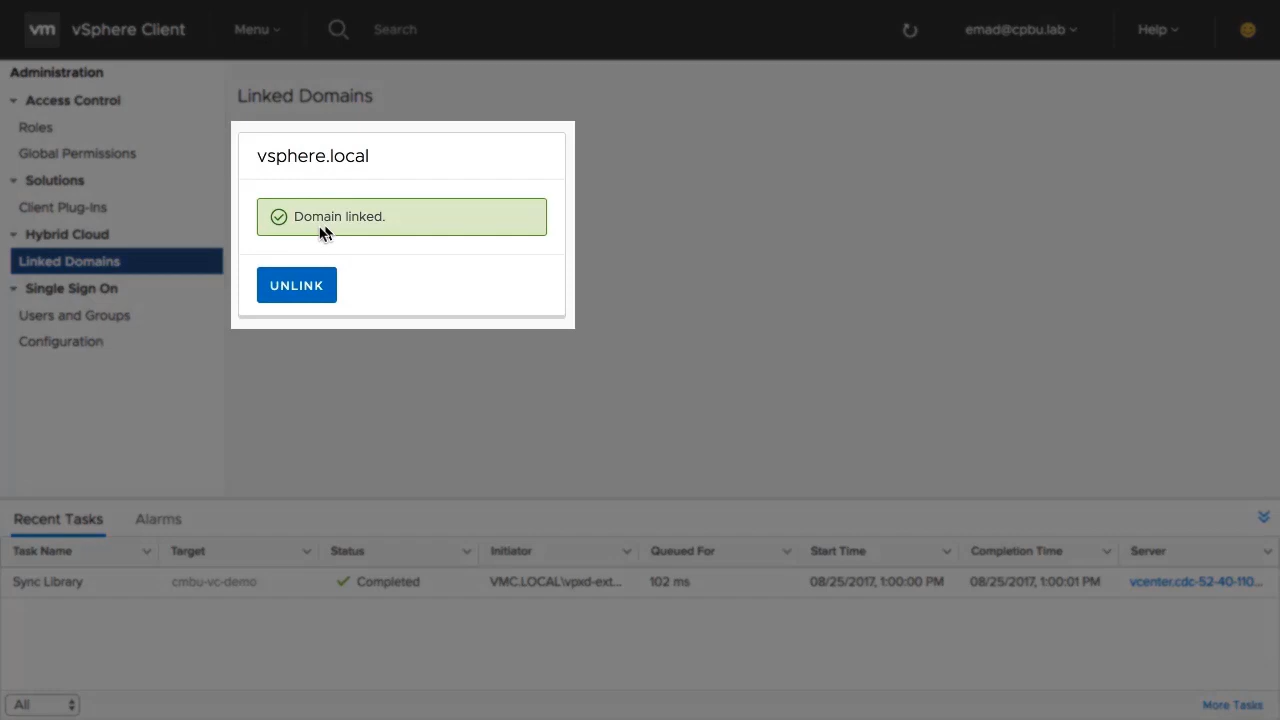 vm vSphere Client Menu Search emad@cpbu.lab Help
Administration
Access Control
Roles
Global Permissions
Solutions
Client Plug-Ins
Hybrid Cloud
Linked Domains
Single Sign On
Users and Groups
Configuration
Linked Domains
vsphere.local
Domain linked.
UNLINK
Recent Tasks Alarms
Task Name Target Status Initiator Queued For Start Time Completion Time Server
Sync Library cmbu-vc-demo Completed VMC.LOCAL\vpxd-ext... 102 ms 08/25/2017, 1:00:00 PM 08/25/2017, 1:00:01 PM vcenter.cdc-52-40-110...
All More Tasks